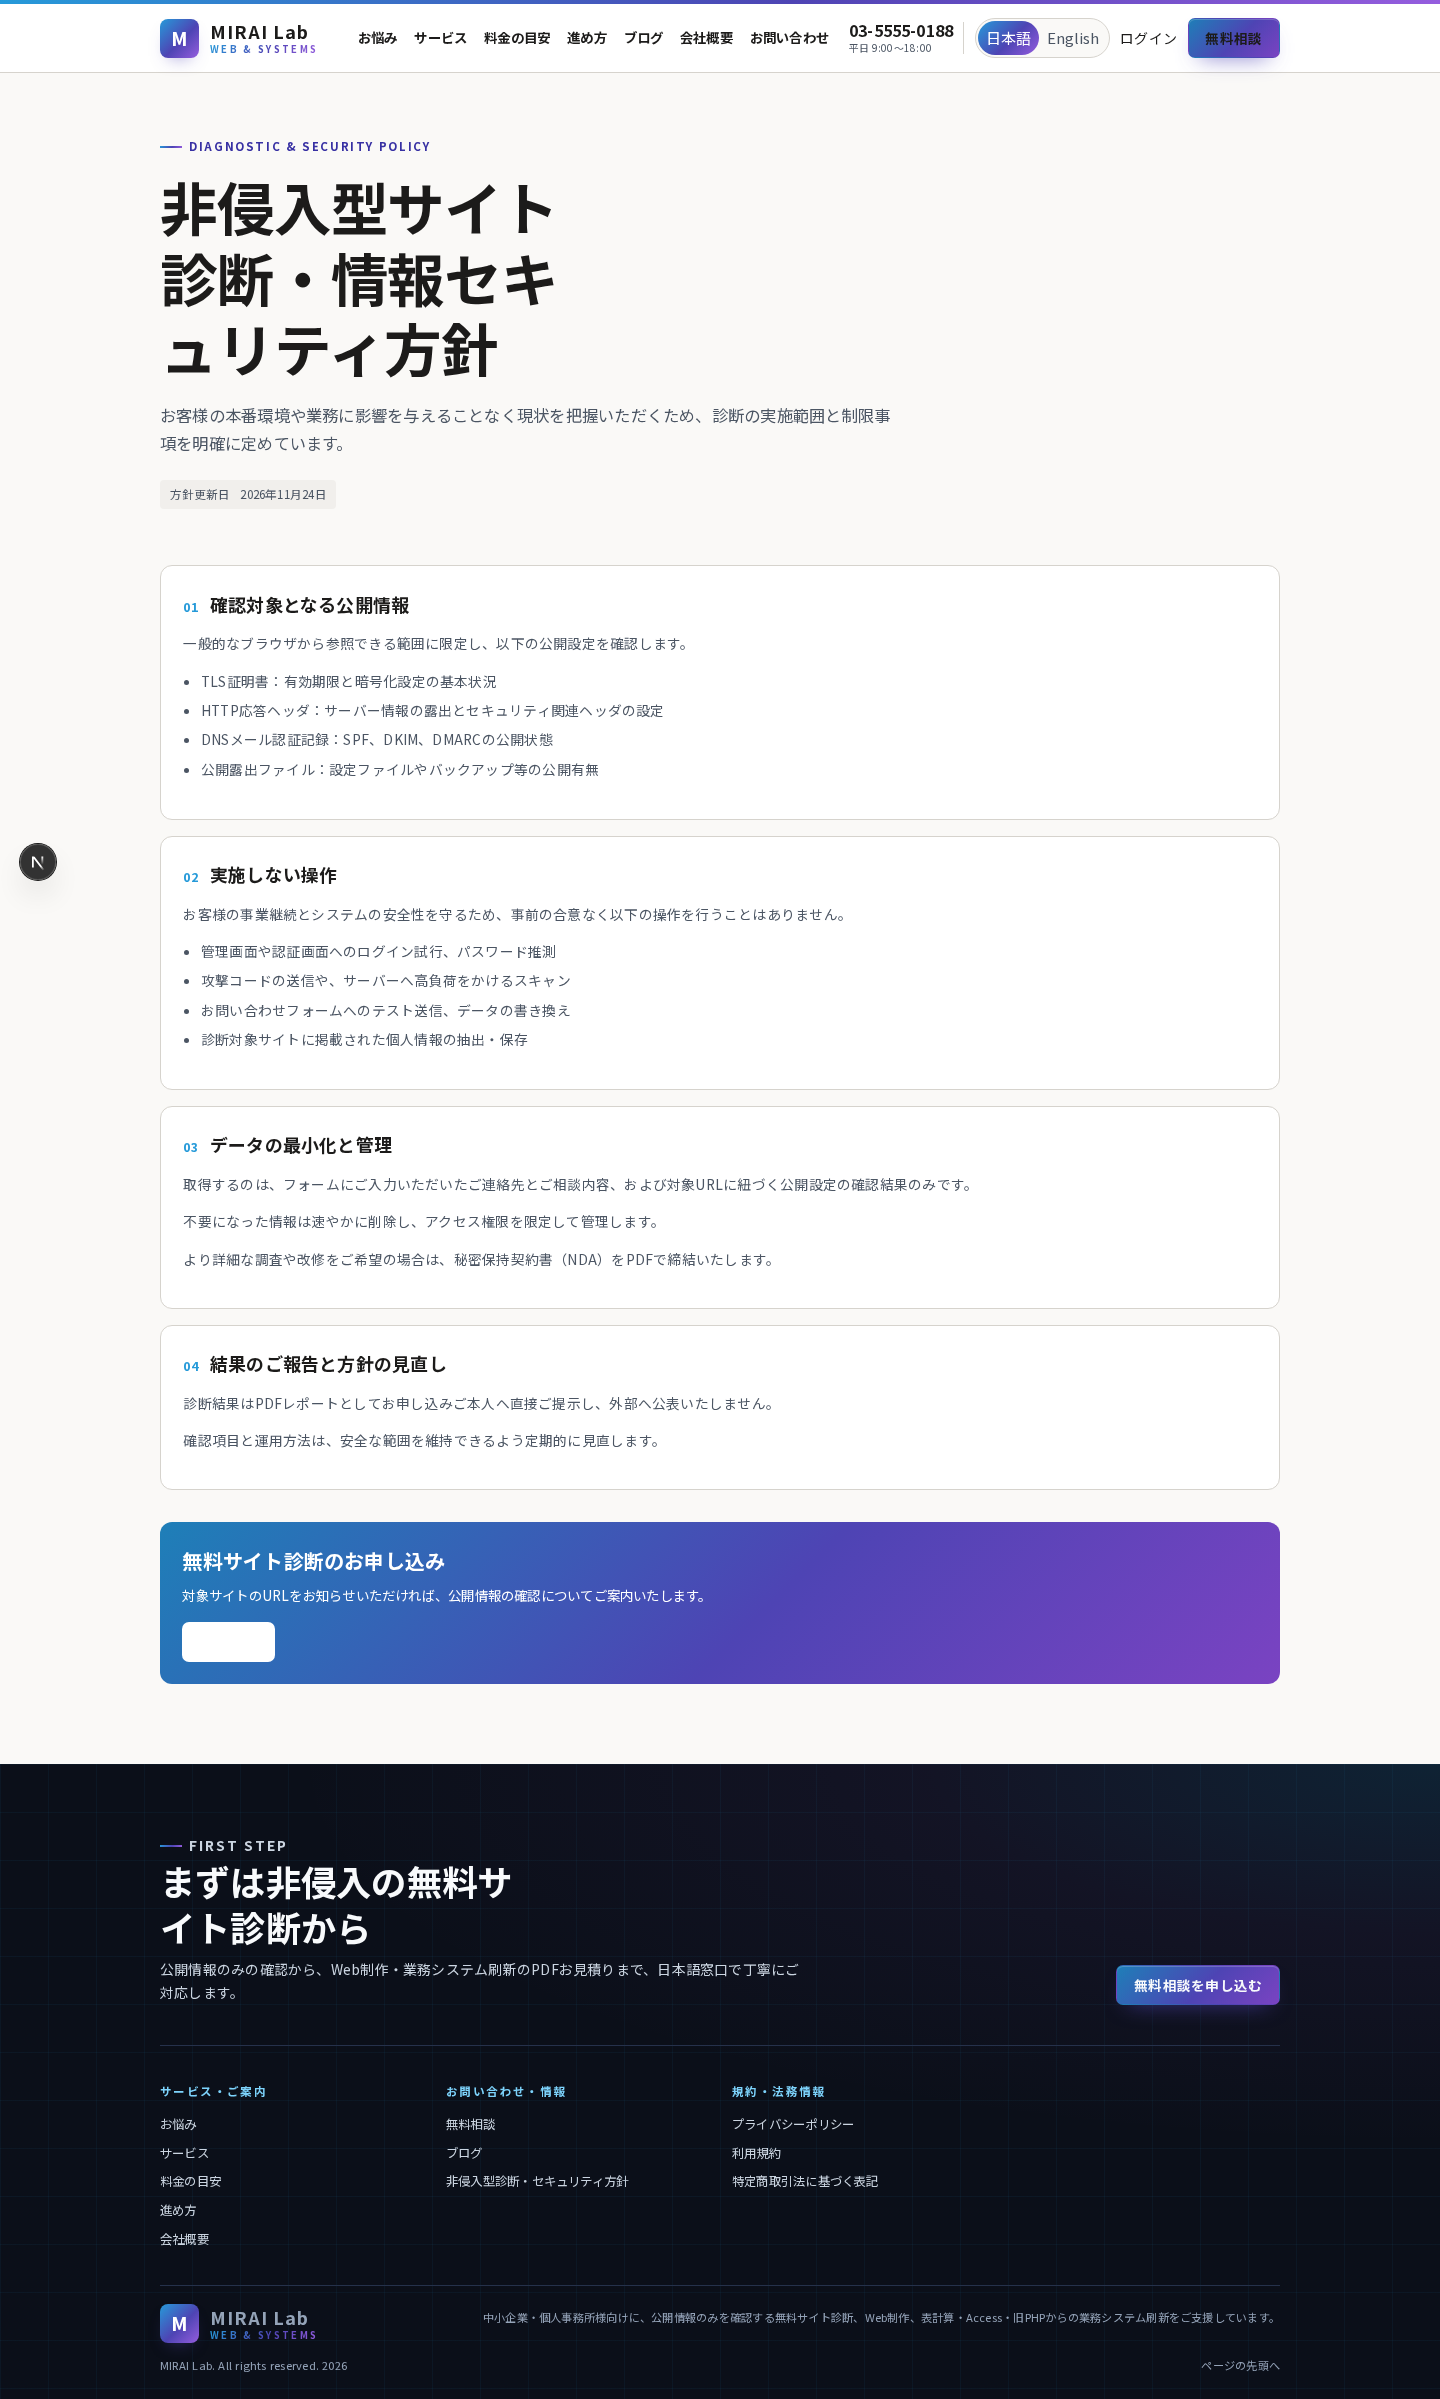 M
MIRAI Lab
WEB & SYSTEMS
お悩み
サービス
料金の目安
進め方
ブログ
会社概要
お問い合わせ
03-5555-0188
平日 9:00〜18:00
日本語
English
ログイン
無料相談
DIAGNOSTIC & SECURITY POLICY
非侵入型サイト
診断・情報セキ
ュリティ方針
お客様の本番環境や業務に影響を与えることなく現状を把握いただくため、診断の実施範囲と制限事
項を明確に定めています。
方針更新日 2026年11月24日
01 確認対象となる公開情報
一般的なブラウザから参照できる範囲に限定し、以下の公開設定を確認します。
• TLS証明書：有効期限と暗号化設定の基本状況
• HTTP応答ヘッダ：サーバー情報の露出とセキュリティ関連ヘッダの設定
• DNSメール認証記録：SPF、DKIM、DMARCの公開状態
• 公開露出ファイル：設定ファイルやバックアップ等の公開有無
N
02 実施しない操作
お客様の事業継続とシステムの安全性を守るため、事前の合意なく以下の操作を行うことはありません。
• 管理画面や認証画面へのログイン試行、パスワード推測
• 攻撃コードの送信や、サーバーへ高負荷をかけるスキャン
• お問い合わせフォームへのテスト送信、データの書き換え
• 診断対象サイトに掲載された個人情報の抽出・保存
03 データの最小化と管理
取得するのは、フォームにご入力いただいたご連絡先とご相談内容、および対象URLに紐づく公開設定の確認結果のみです。
不要になった情報は速やかに削除し、アクセス権限を限定して管理します。
より詳細な調査や改修をご希望の場合は、秘密保持契約書（NDA）をPDFで締結いたします。
04 結果のご報告と方針の見直し
診断結果はPDFレポートとしてお申し込みご本人へ直接ご提示し、外部へ公表いたしません。
確認項目と運用方法は、安全な範囲を維持できるよう定期的に見直します。
無料サイト診断のお申し込み
対象サイトのURLをお知らせいただければ、公開情報の確認についてご案内いたします。
FIRST STEP
まずは非侵入の無料サ
イト診断から
公開情報のみの確認から、Web制作・業務システム刷新のPDFお見積りまで、日本語窓口で丁寧にご
対応します。
無料相談を申し込む
サービス・ご案内
お悩み
サービス
料金の目安
進め方
会社概要
お問い合わせ・情報
無料相談
ブログ
非侵入型診断・セキュリティ方針
規約・法務情報
プライバシーポリシー
利用規約
特定商取引法に基づく表記
M
MIRAI Lab
WEB & SYSTEMS
中小企業・個人事務所様向けに、公開情報のみを確認する無料サイト診断、Web制作、表計算・Access・旧PHPからの業務システム刷新をご支援しています。
MIRAI Lab. All rights reserved. 2026
ページの先頭へ